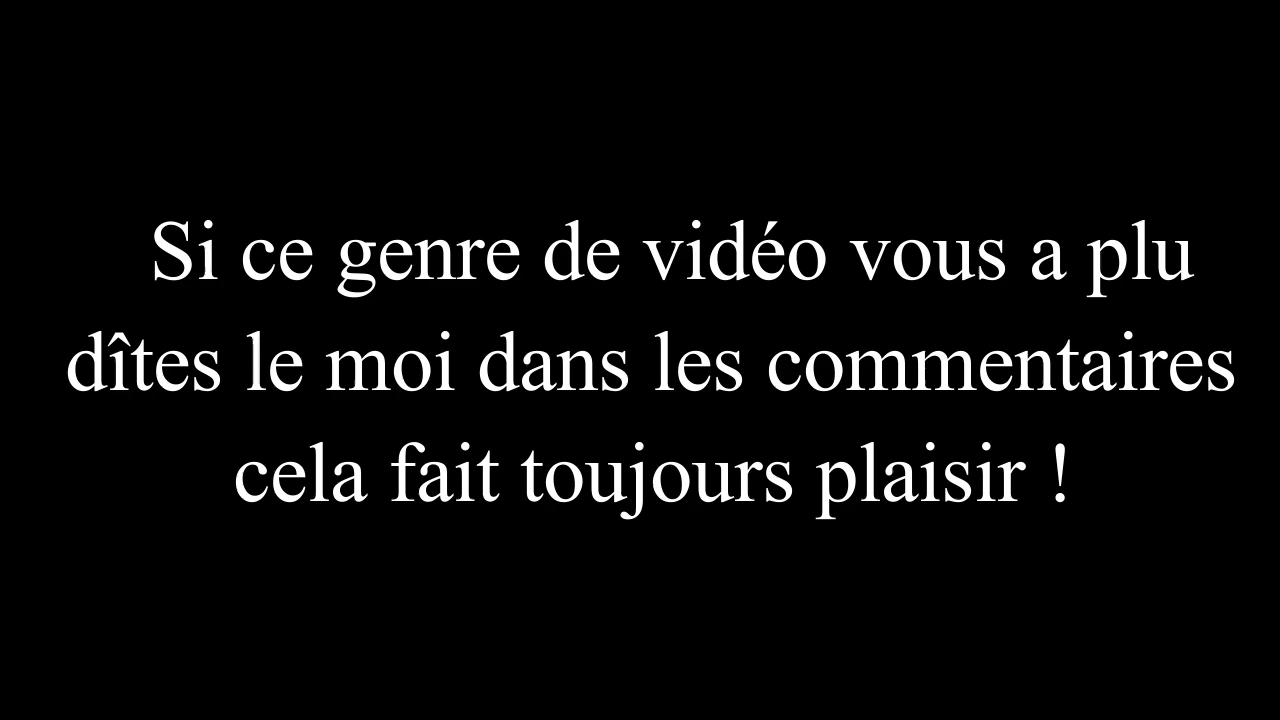 Si ce genre de vidéo vous a plu
dîtes le moi dans les commentaires
cela fait toujours plaisir !